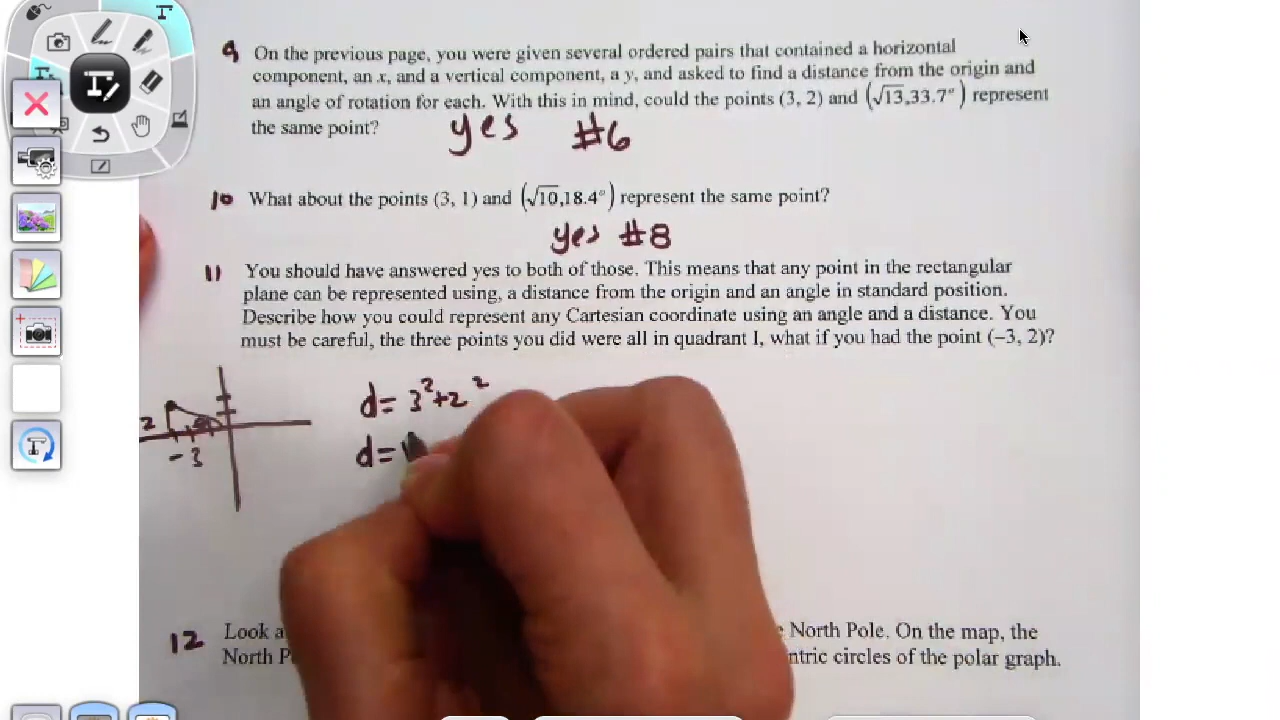 9 On the previous page, you were given several ordered pairs that contained a horizontal
component, an x, and a vertical component, a y, and asked to find a distance from the origin and
an angle of rotation for each. With this in mind, could the points (3, 2) and (√13,33.7°) represent
the same point? yes #6
10 What about the points (3, 1) and (√10,18.4°) represent the same point?
yes #8
11 You should have answered yes to both of those. This means that any point in the rectangular
plane can be represented using, a distance from the origin and an angle in standard position.
Describe how you could represent any Cartesian coordinate using an angle and a distance. You
must be careful, the three points you did were all in quadrant I, what if you had the point (−3, 2)?
d= 3²+2²
2
-3
d=
12 Look a North Pole. On the map, the
North P ntric circles of the polar graph.